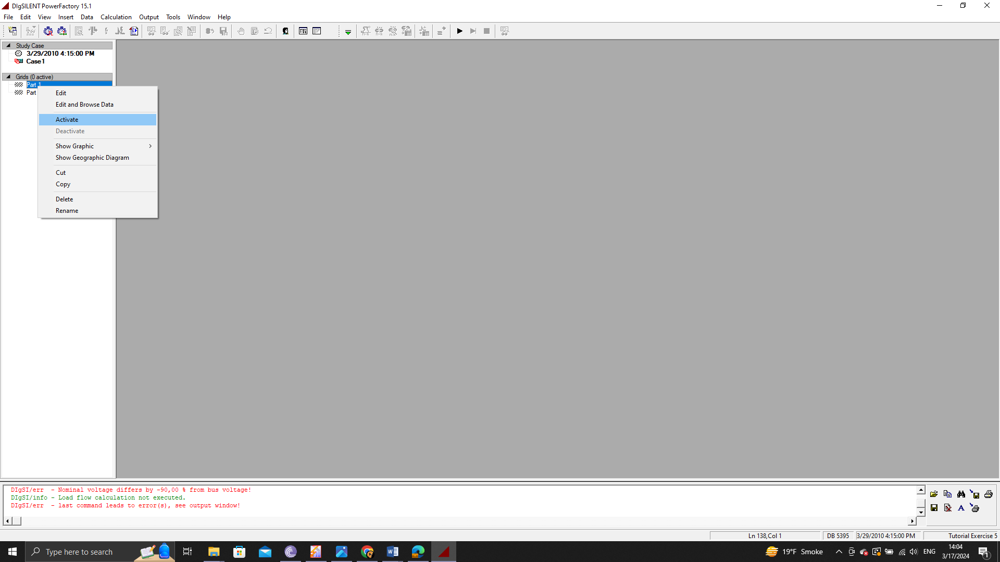 DIgSILENT PowerFactory 15.1
File Edit View Insert Data Calculation Output Tools Window Help
Study Case
3/29/2010 4:15:00 PM
Case1
Grids (0 active)
Part 1
Part
Edit
Edit and Browse Data
Activate
Deactivate
Show Graphic
Show Geographic Diagram
Cut
Copy
Delete
Rename
DIgSI/err - Nominal voltage differs by -90,00 % from bus voltage!
DIgSI/info - Load flow calculation not executed.
DIgSI/err - last command leads to error(s), see output window!
Ln 138,Col 1 DB 5395 3/29/2010 4:15:00 PM Tutorial Exercise 5
Type here to search
19°F Smoke
ENG
14:04
3/17/2024
1